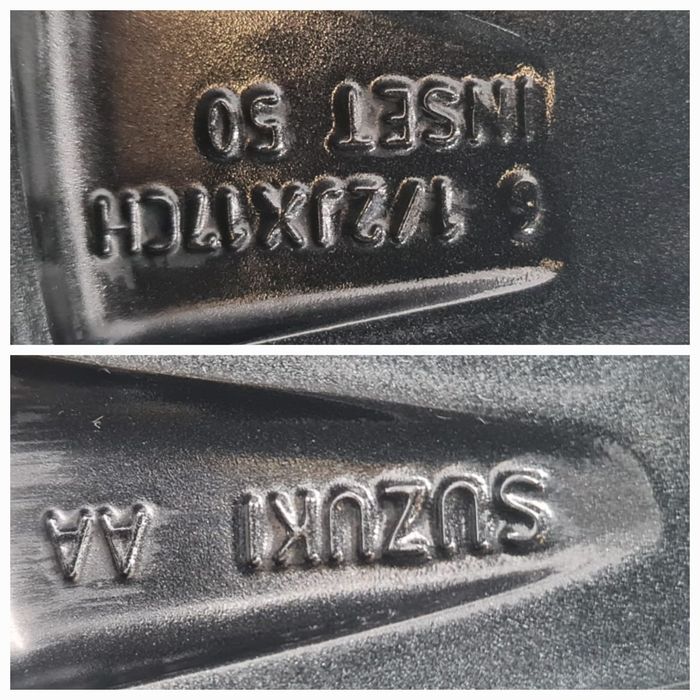 6 1/2JX17CH
INSET 50
SUZUKI AA